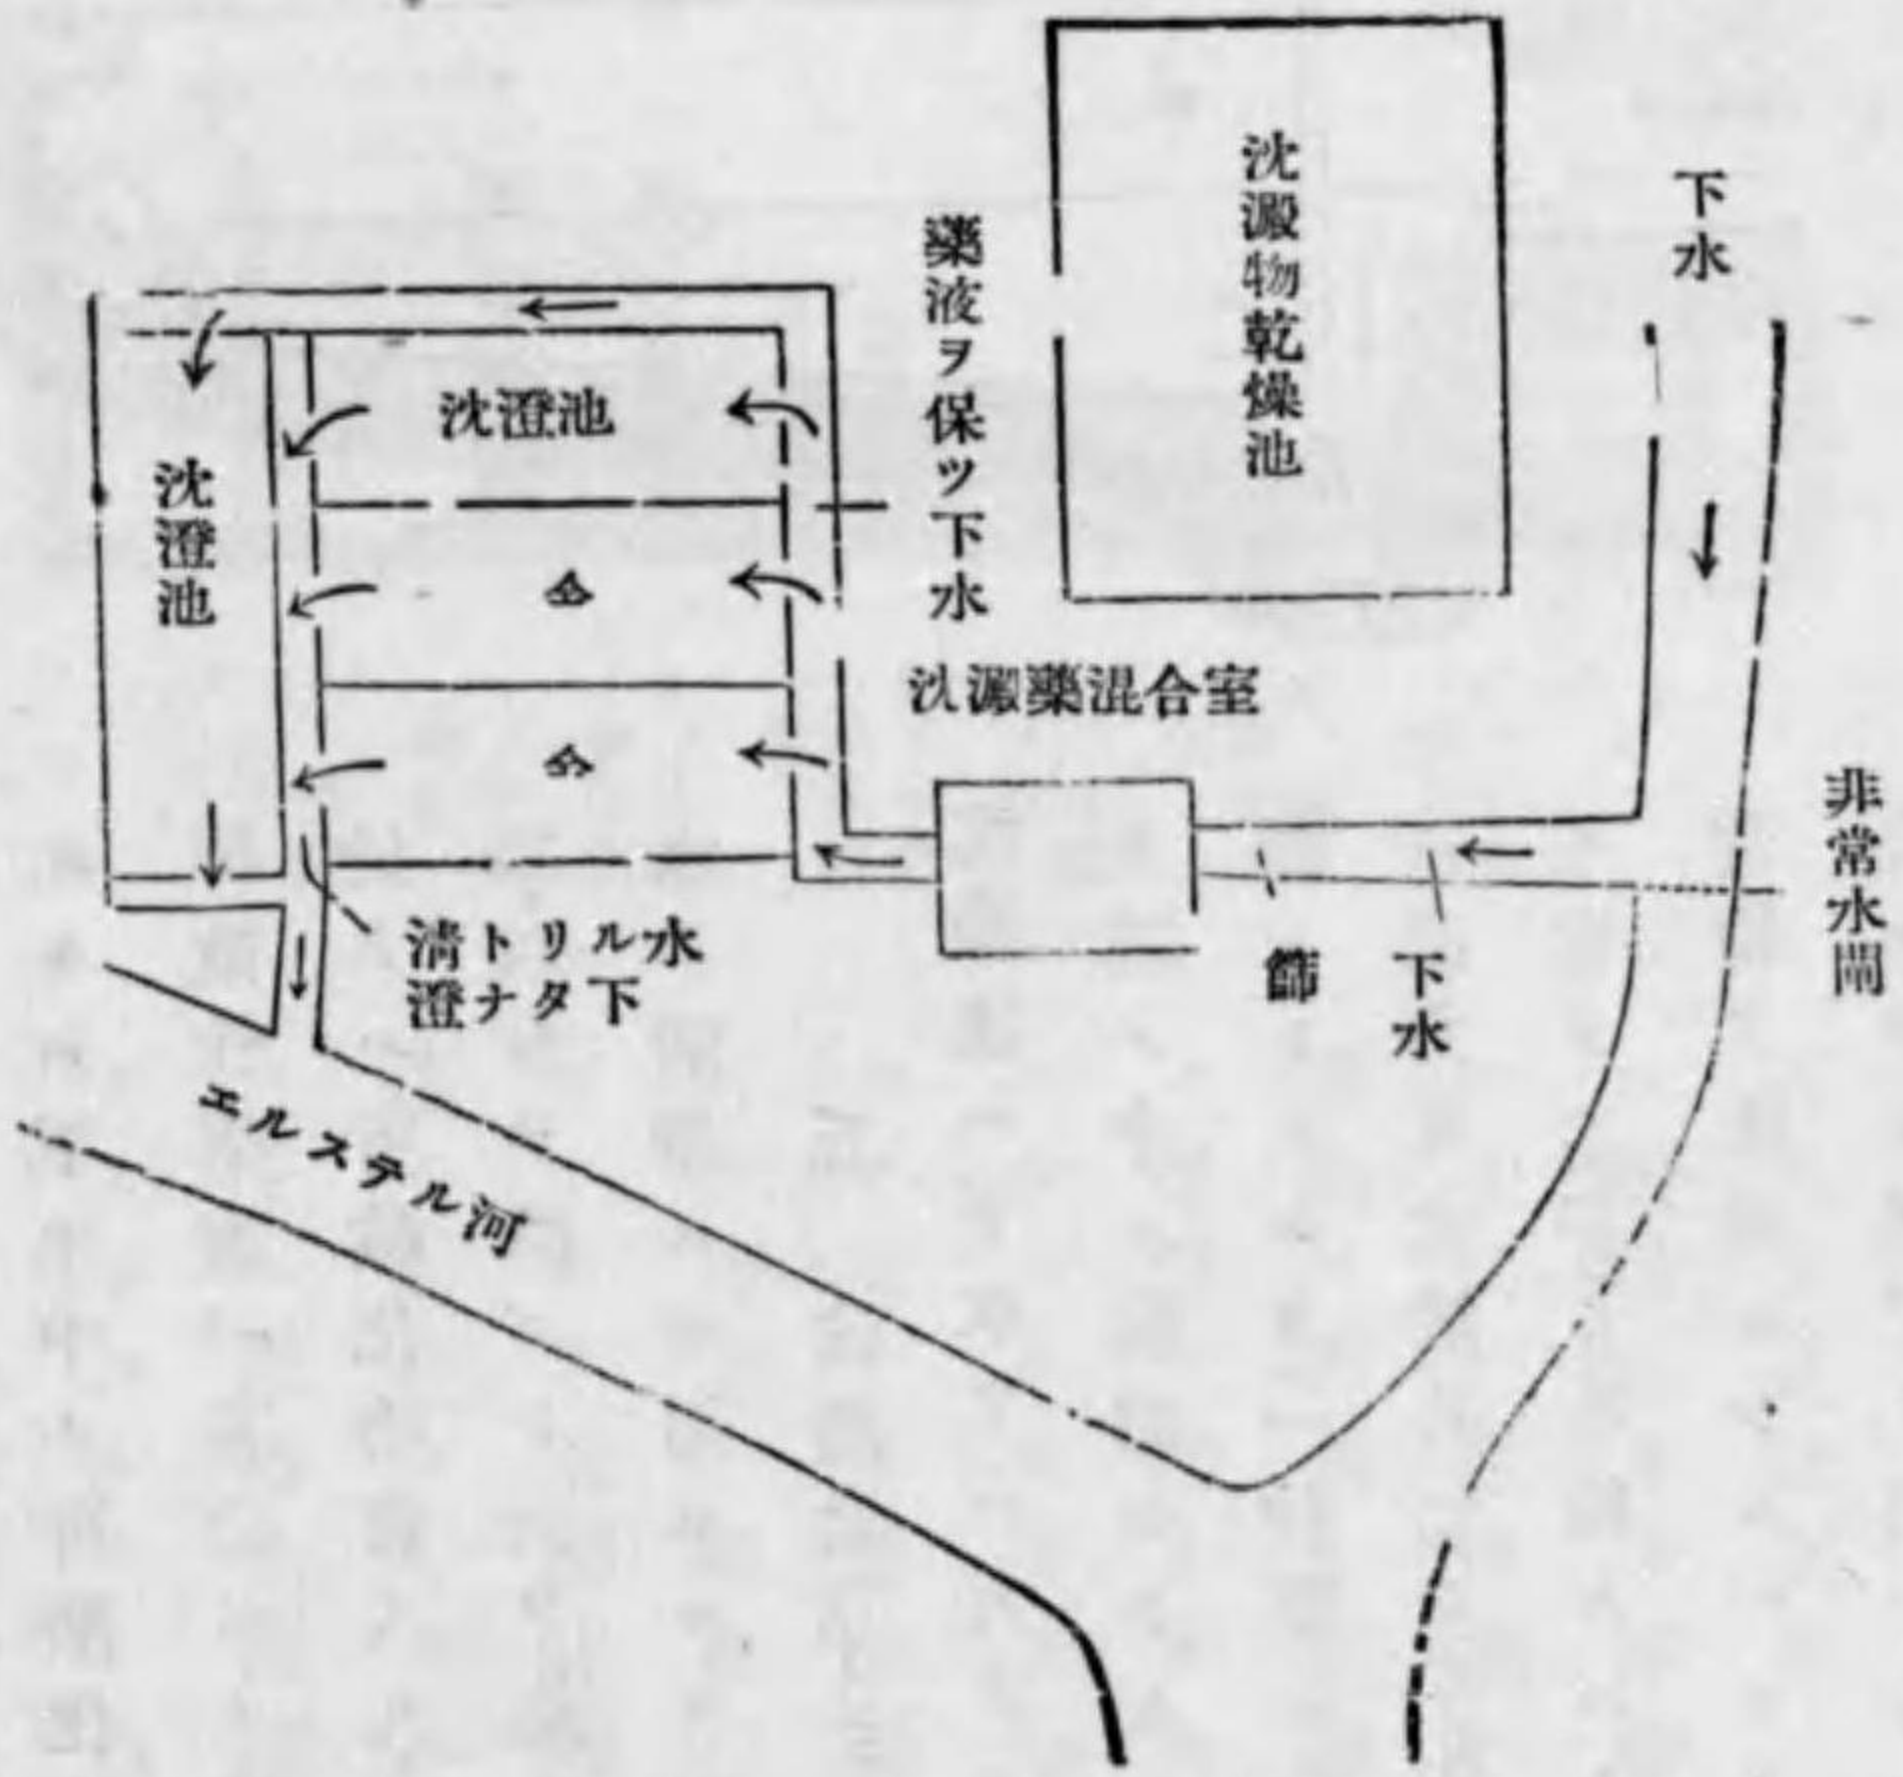 下水
沈澱物乾燥池
藥液ヲ保ツ下水
沈澄池
沈澄池
仝
仝
沈澱藥混合室
非常水閘
篩
下水
清トリル水
澄ナタ下
エルステル河